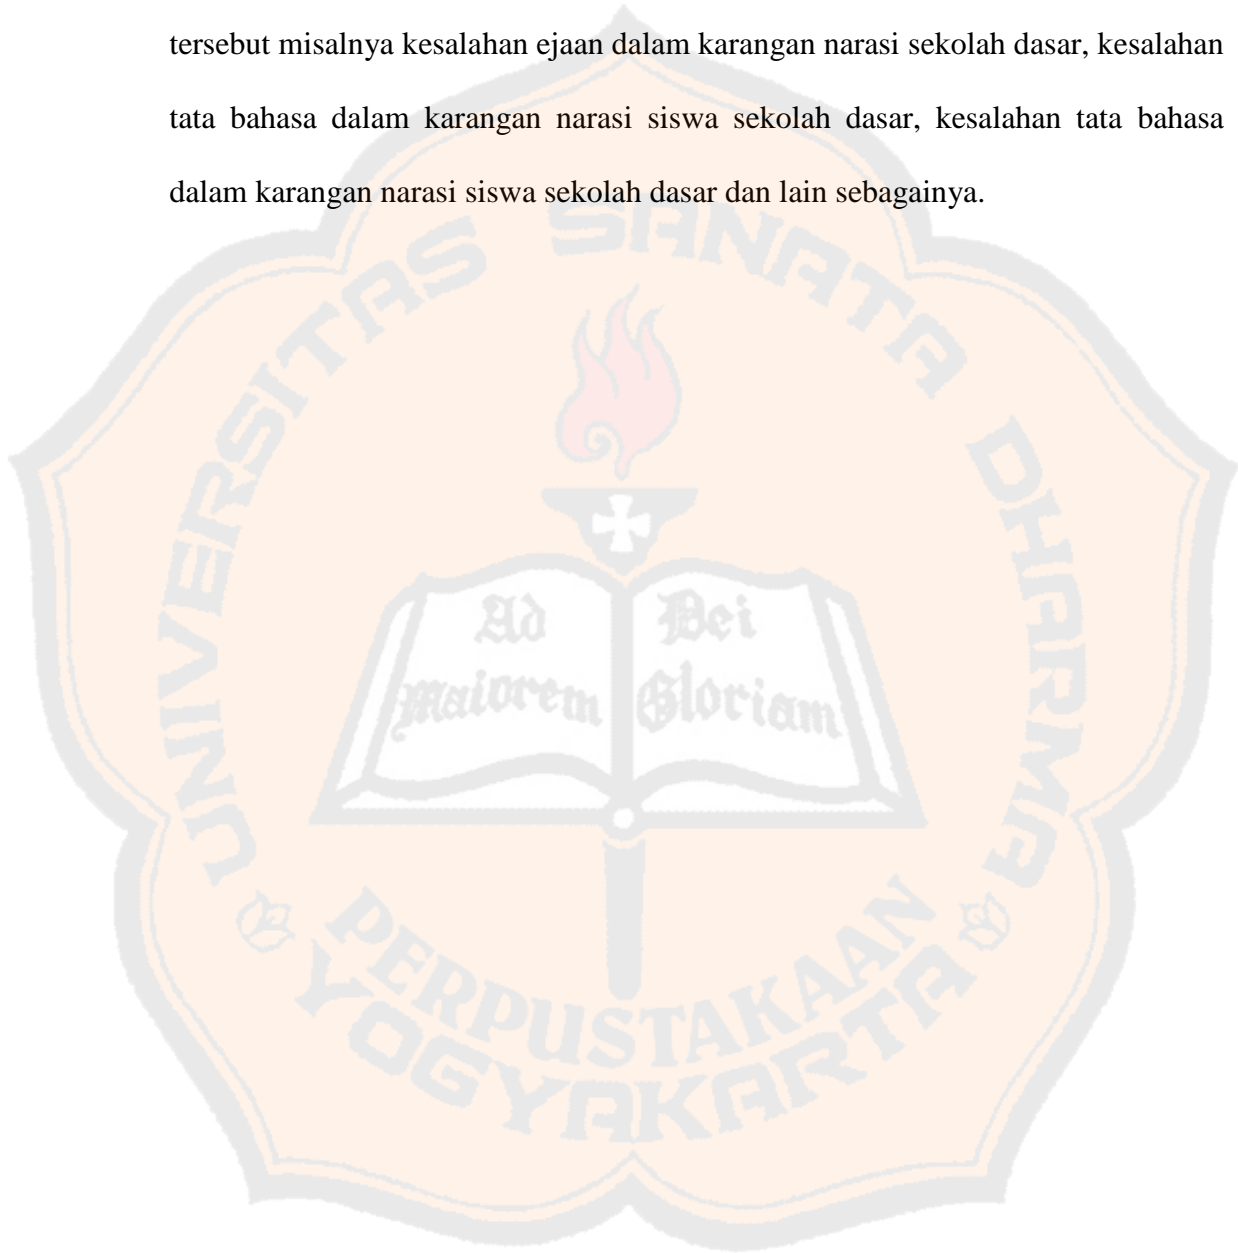 tersebut misalnya kesalahan ejaan dalam karangan narasi sekolah dasar, kesalahan
tata bahasa dalam karangan narasi siswa sekolah dasar, kesalahan tata bahasa
dalam karangan narasi siswa sekolah dasar dan lain sebagainya.
UNIVERSITAS SANATA DHARMA
Ad Dei
Maiorem Gloriam
PERPUSTAKAAN
YOGYAKARTA